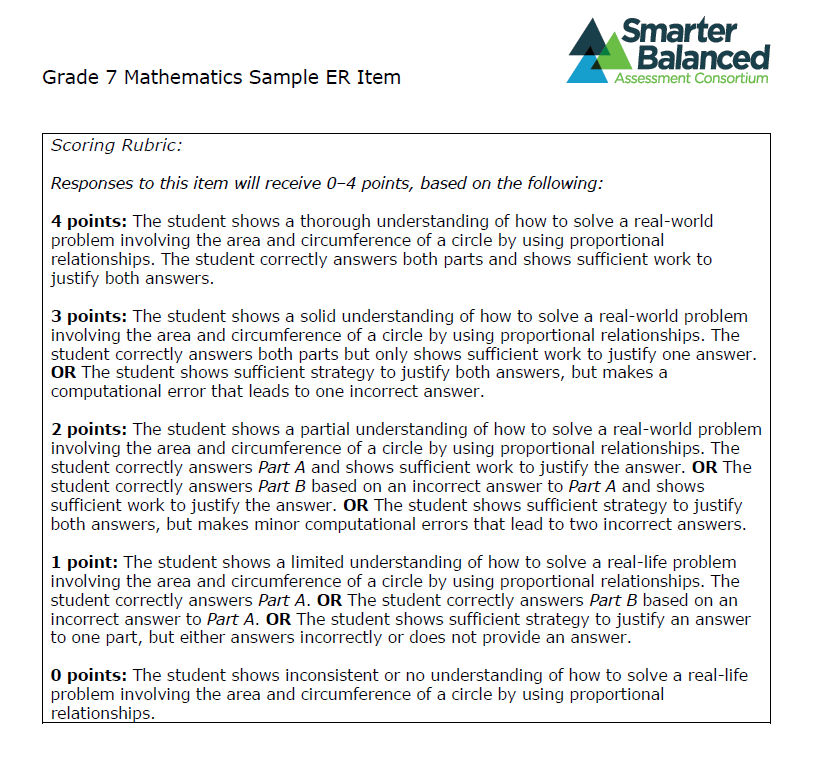 Smarter
Balanced
Assessment Consortium
Grade 7 Mathematics Sample ER Item
Scoring Rubric:
Responses to this item will receive 0–4 points, based on the following:
4 points: The student shows a thorough understanding of how to solve a real-world
problem involving the area and circumference of a circle by using proportional
relationships. The student correctly answers both parts and shows sufficient work to
justify both answers.
3 points: The student shows a solid understanding of how to solve a real-world problem
involving the area and circumference of a circle by using proportional relationships. The
student correctly answers both parts but only shows sufficient work to justify one answer.
OR The student shows sufficient strategy to justify both answers, but makes a
computational error that leads to one incorrect answer.
2 points: The student shows a partial understanding of how to solve a real-world problem
involving the area and circumference of a circle by using proportional relationships. The
student correctly answers Part A and shows sufficient work to justify the answer. OR The
student correctly answers Part B based on an incorrect answer to Part A and shows
sufficient work to justify the answer. OR The student shows sufficient strategy to justify
both answers, but makes minor computational errors that lead to two incorrect answers.
1 point: The student shows a limited understanding of how to solve a real-life problem
involving the area and circumference of a circle by using proportional relationships. The
student correctly answers Part A. OR The student correctly answers Part B based on an
incorrect answer to Part A. OR The student shows sufficient strategy to justify an answer
to one part, but either answers incorrectly or does not provide an answer.
0 points: The student shows inconsistent or no understanding of how to solve a real-life
problem involving the area and circumference of a circle by using proportional
relationships.